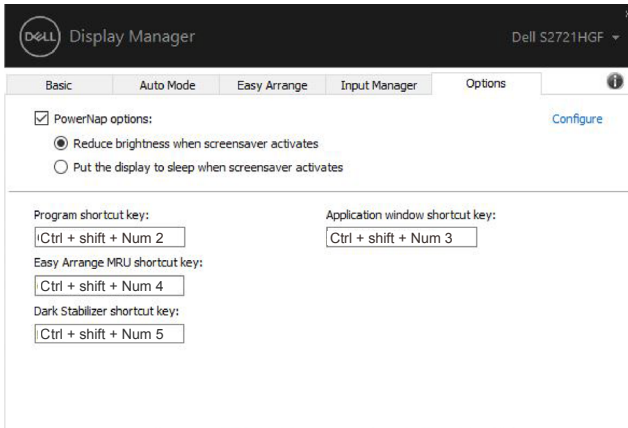 DELL Display Manager
Dell S2721HGF
Basic Auto Mode Easy Arrange Input Manager Options
PowerNap options: Configure
Reduce brightness when screensaver activates
Put the display to sleep when screensaver activates
Program shortcut key: Application window shortcut key:
Ctrl + shift + Num 2 Ctrl + shift + Num 3
Easy Arrange MRU shortcut key:
Ctrl + shift + Num 4
Dark Stabilizer shortcut key:
Ctrl + shift + Num 5